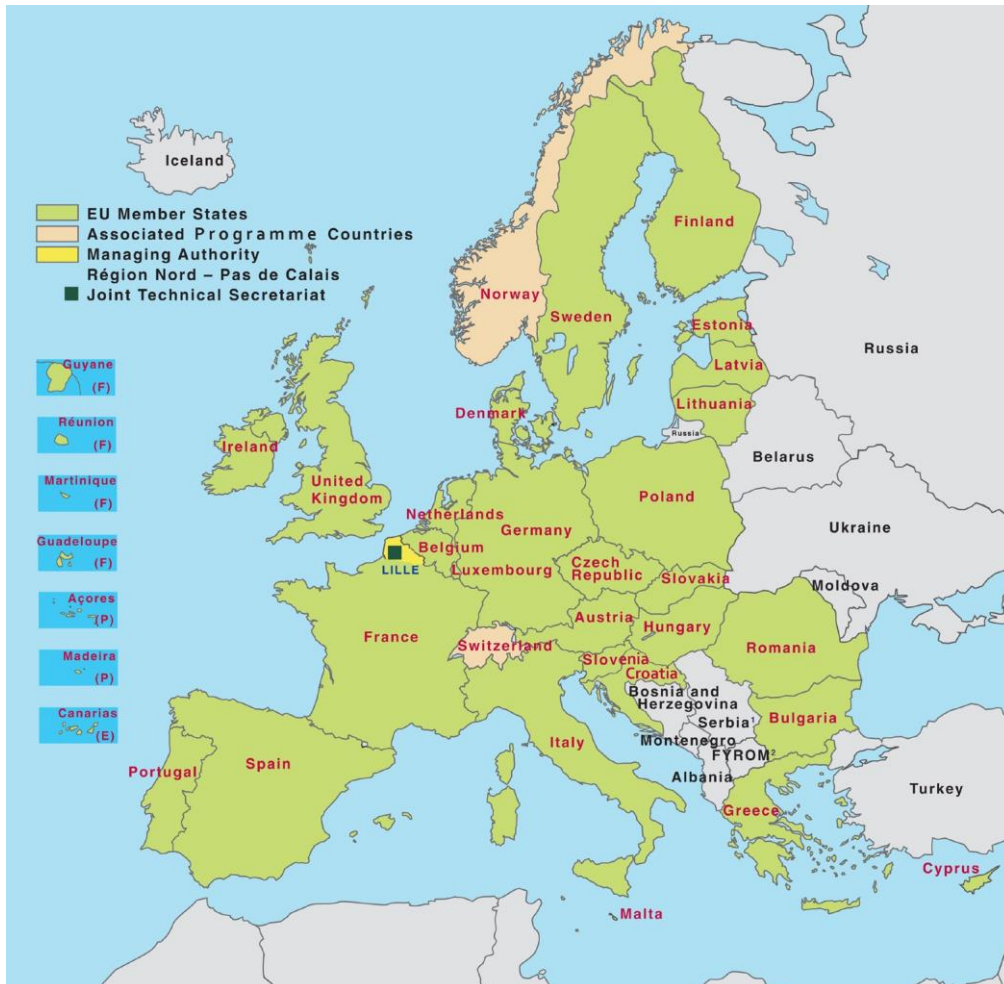 Iceland
EU Member States
Associated Programme Countries
Managing Authority
Région Nord – Pas de Calais
Joint Technical Secretariat
Finland
Norway
Sweden
Estonia
Russia
Latvia
Guyane
(F)
Lithuania
Denmark
Russia
Réunion
(F)
Ireland
Belarus
United
Kingdom
Martinique
(F)
Poland
Netherlands
Germany
Ukraine
Guadeloupe
(F)
Belgium
LILLE
Luxembourg
Czech
Republic
Slovakia
Moldova
Açores
(P)
Austria
France
Hungary
Switzerland
Romania
Madeira
(P)
Slovenia
Croatia
Bosnia and
Herzegovina
Canarias
(E)
Serbia¹
Bulgaria
Italy
Montenegro
FYROM²
Portugal
Spain
Albania
Turkey
Greece
Cyprus
Malta